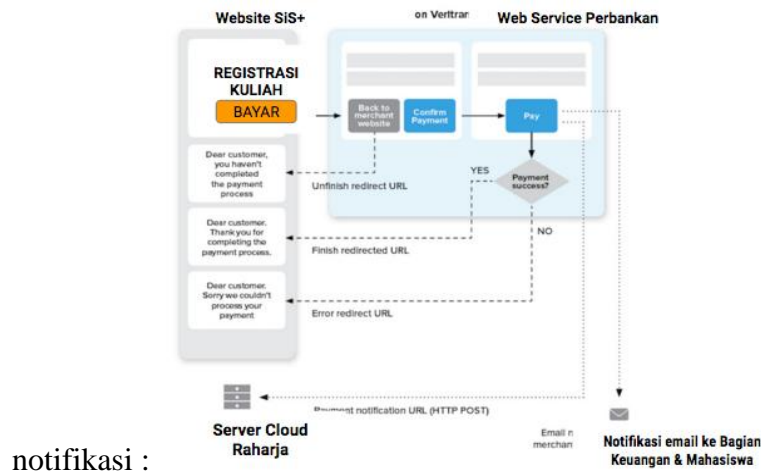 Website SiS+
on Veritrar
Web Service Perbankan
REGISTRASI
KULIAH
BAYAR
Back to
merchant
website
Confirm
Payment
Pay
Dear customer,
you haven't
completed
the payment
process
Unfinish redirect URL
YES
Payment
success?
Dear customer.
Thank you for
completing the
payment process.
Finish redirected URL
NO
Dear customer.
Sorry we couldn't
process your
payment
Error redirect URL
Payment notification URL (HTTP POST)
Server Cloud
Raharja
Email n
merchan
Notifikasi email ke Bagian
Keuangan & Mahasiswa
notifikasi :